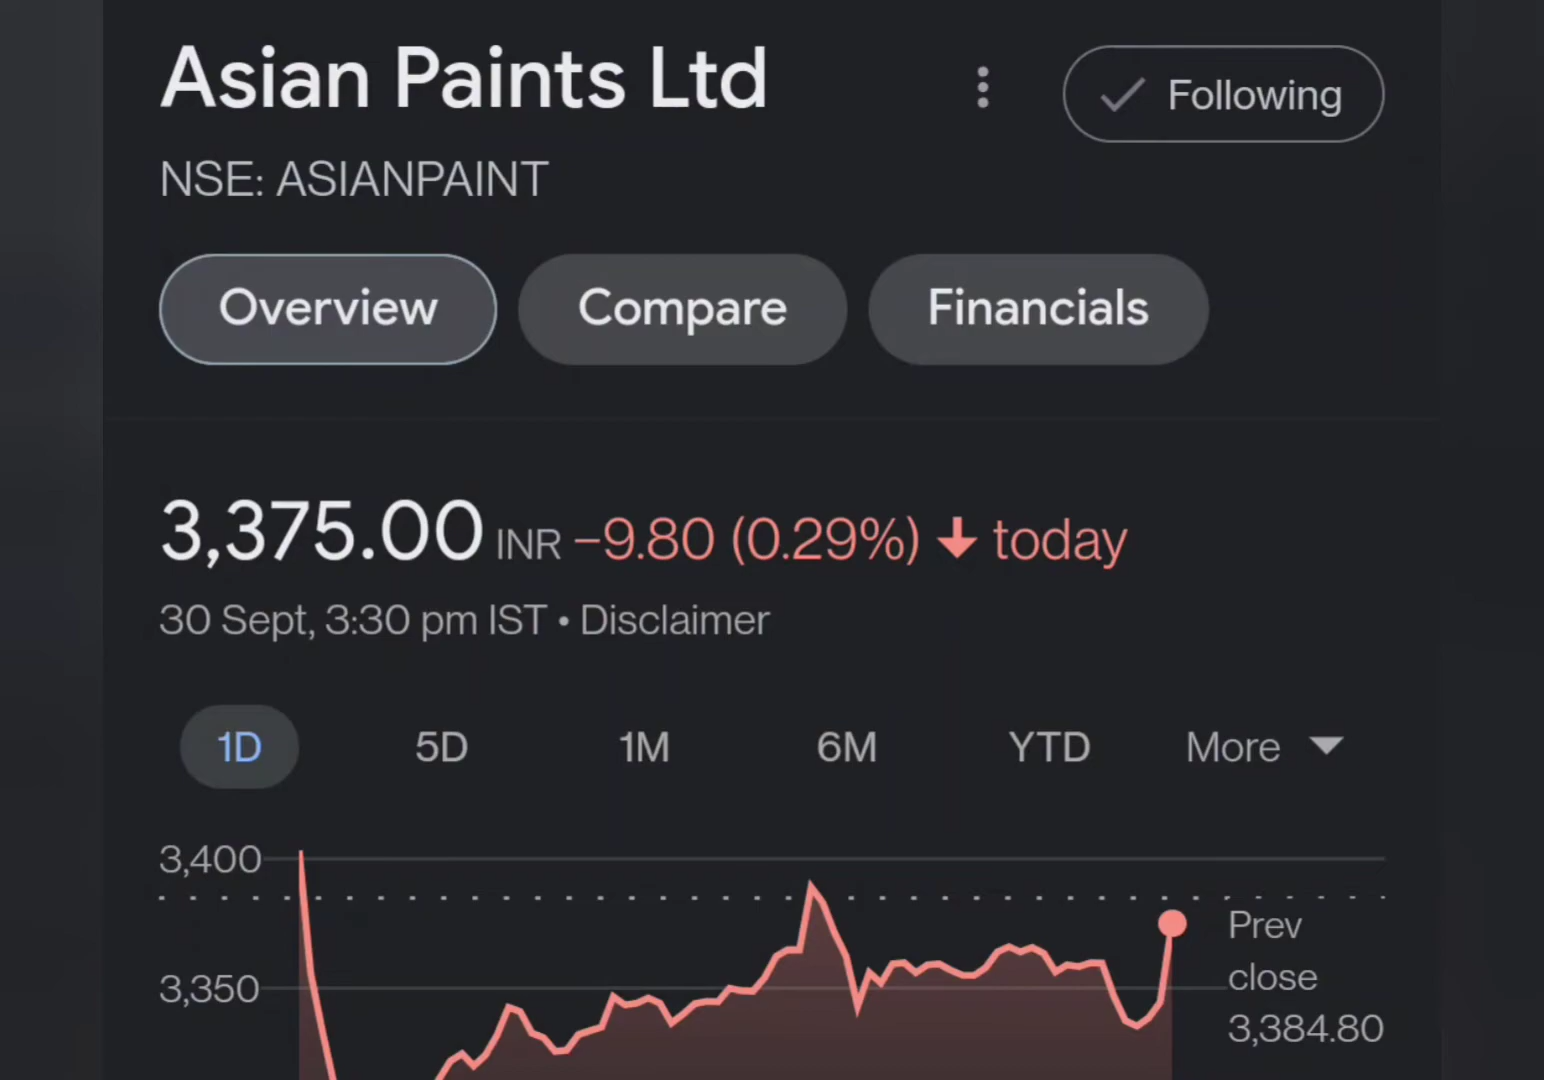 Asian Paints Ltd
Following
NSE: ASIANPAINT
Overview
Compare
Financials
3,375.00 INR −9.80 (0.29%) ↓ today
30 Sept, 3:30 pm IST • Disclaimer
1D
5D
1M
6M
YTD
More
3,400
3,350
Prev
close
3,384.80